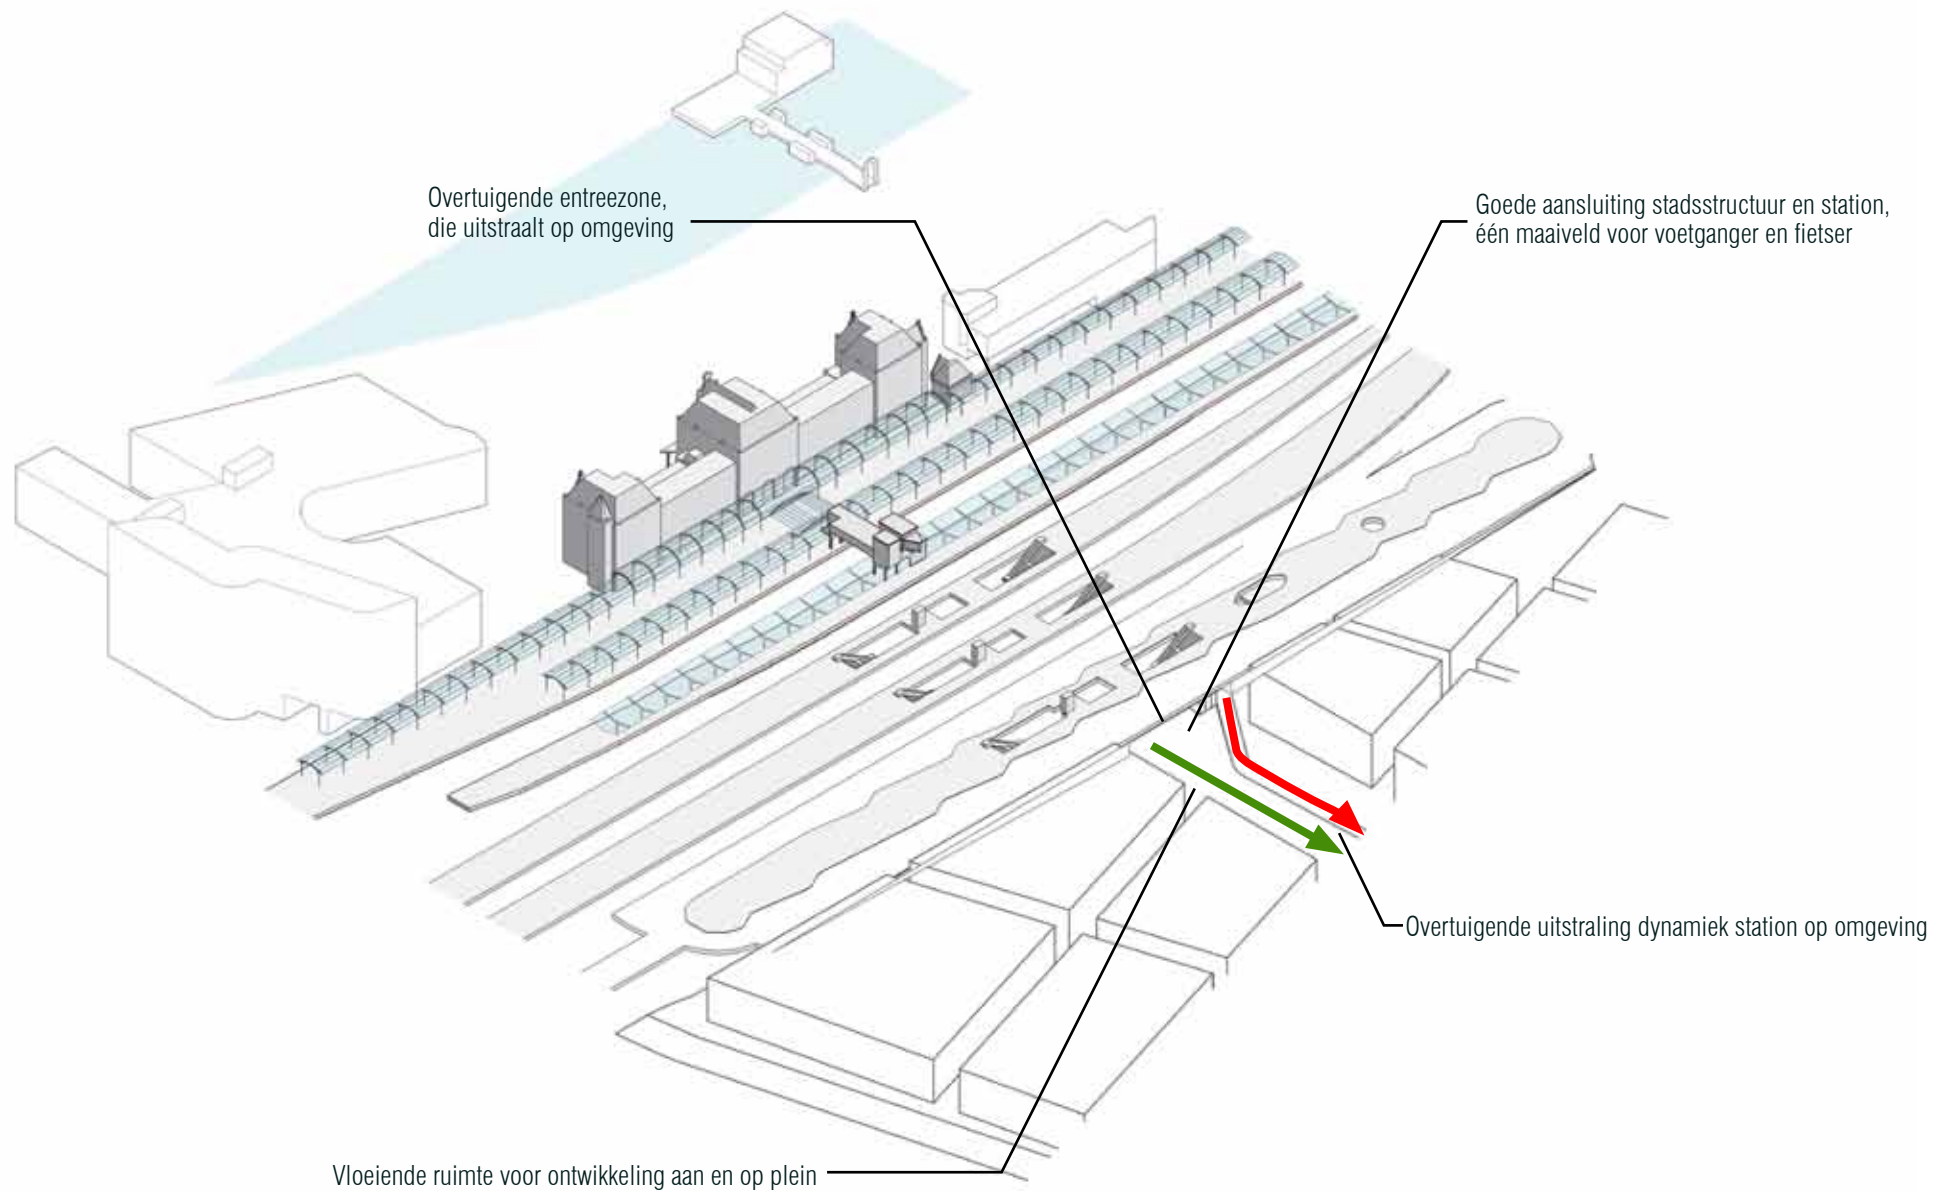 Overtuigende entreezone,
die uitstraalt op omgeving
Goede aansluiting stadsstructuur en station,
één maaiveld voor voetganger en fietser
Overtuigende uitstraling dynamiek station op omgeving
Vloeiende ruimte voor ontwikkeling aan en op plein